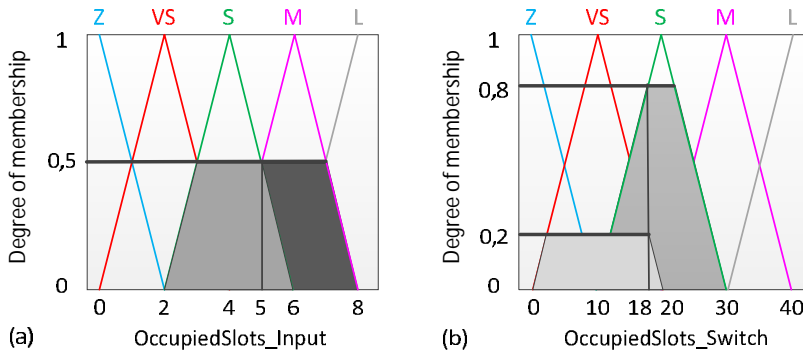 Z VS S M L
1
0,5
0
Degree of membership
0 2 4 5 6 8
(a) OccupiedSlots_Input
Z VS S M L
1
0,8
0,2
0
Degree of membership
0 10 18 20 30 40
(b) OccupiedSlots_Switch